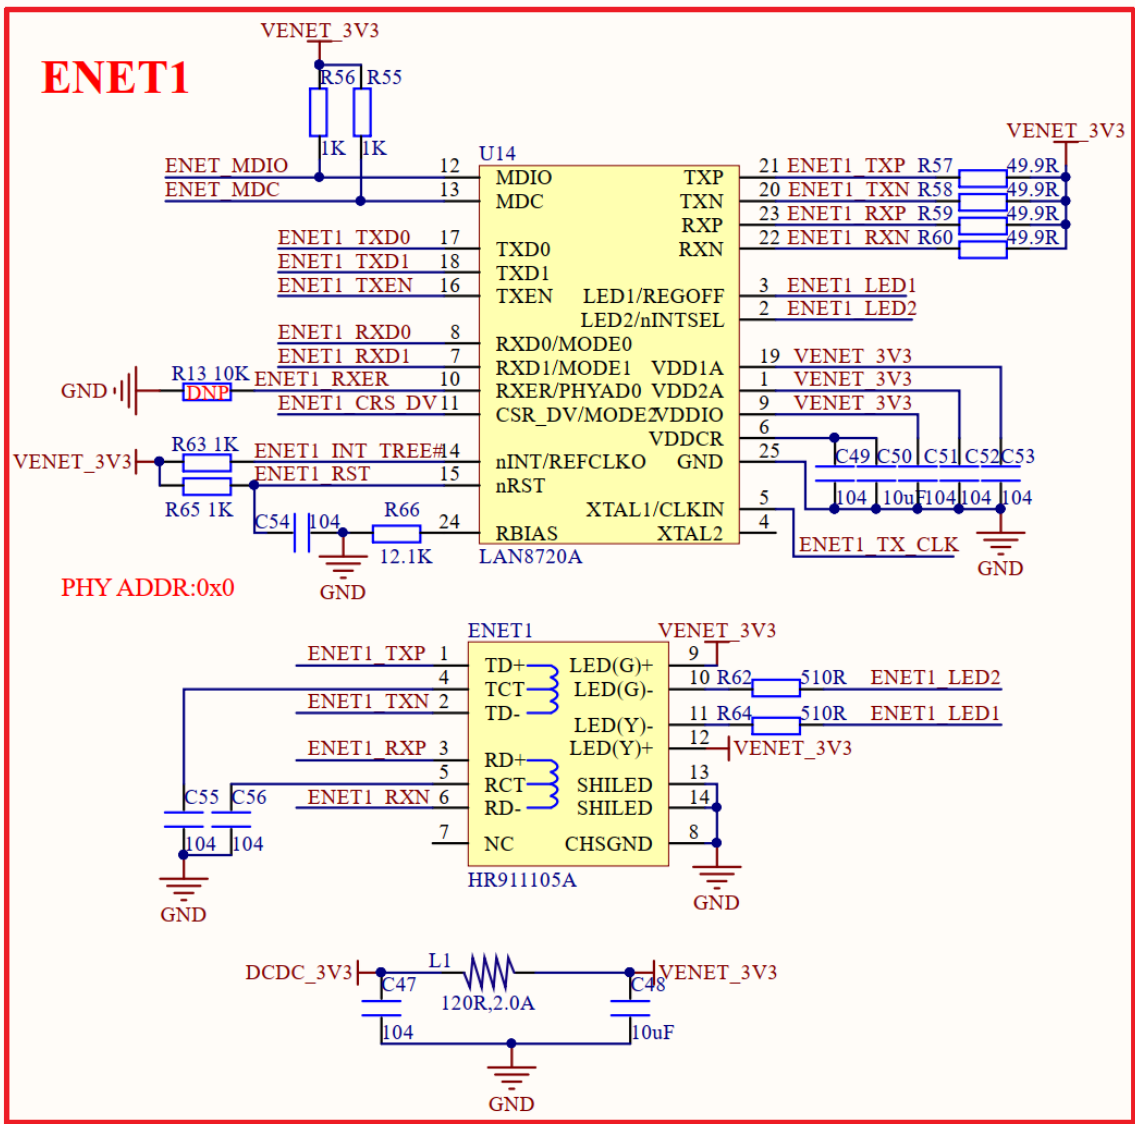 VENET_3V3
ENET1
R56 R55
1K 1K
VENET_3V3
U14
ENET_MDIO 12 MDIO TXP 21 ENET1_TXP R57 49.9R
ENET_MDC 13 MDC TXN 20 ENET1_TXN R58 49.9R
RXP 23 ENET1_RXP R59 49.9R
ENET1_TXD0 17 TXD0 RXN 22 ENET1_RXN R60 49.9R
ENET1_TXD1 18 TXD1
ENET1_TXEN 16 TXEN LED1/REGOFF 3 ENET1_LED1
LED2/nINTSEL 2 ENET1_LED2
ENET1_RXD0 8 RXD0/MODE0
ENET1_RXD1 7 RXD1/MODE1 VDD1A 19 VENET_3V3
GND R13 10K DNP ENET1_RXER 10 RXER/PHYAD0 VDD2A 1 VENET_3V3
ENET1_CRS_DV 11 CSR_DV/MODE2 VDDIO 9 VENET_3V3
VDDCR 6
VENET_3V3 R63 1K ENET1_INT_TREE# 14 nINT/REFCLKO GND 25 C49 C50 C51 C52 C53
ENET1_RST 15 nRST
104 10uF 104 104 104
R65 1K XTAL1/CLKIN 5
C54 104 R66 24 RBIAS XTAL2 4
12.1K LAN8720A ENET1_TX_CLK
GND GND
PHY ADDR:0x0
ENET1 VENET_3V3
ENET1_TXP 1 TD+ LED(G)+ 9
4 TCT LED(G)- 10 R62 510R ENET1_LED2
ENET1_TXN 2 TD-
LED(Y)- 11 R64 510R ENET1_LED1
ENET1_RXP 3 RD+ LED(Y)+ 12 VENET_3V3
5 RCT SHILED 13
C55 C56 ENET1_RXN 6 RD- SHILED 14
104 104 7 NC CHSGND 8
HR911105A
GND GND
DCDC_3V3 L1 VENET_3V3
C47 120R,2.0A C48
104 10uF
GND